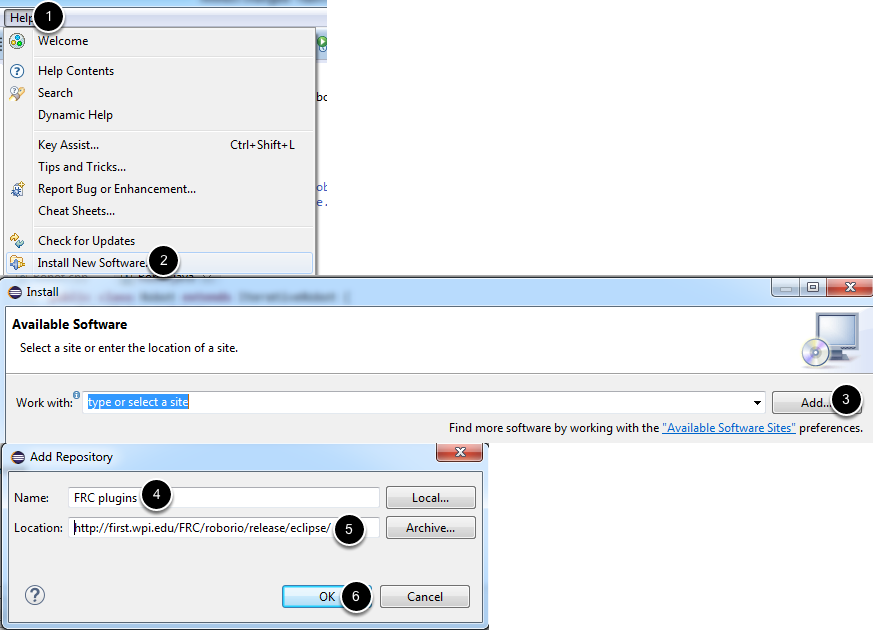 Help
1
Welcome
Help Contents
Search
Dynamic Help
Key Assist... Ctrl+Shift+L
Tips and Tricks...
Report Bug or Enhancement...
Cheat Sheets...
Check for Updates
Install New Software
2
Install
Available Software
Select a site or enter the location of a site.
Work with: type or select a site Add...
3
Find more software by working with the "Available Software Sites" preferences.
Add Repository
Name: FRC plugins 4 Local...
Location: http://first.wpi.edu/FRC/roborio/release/eclipse/ 5 Archive...
OK 6 Cancel